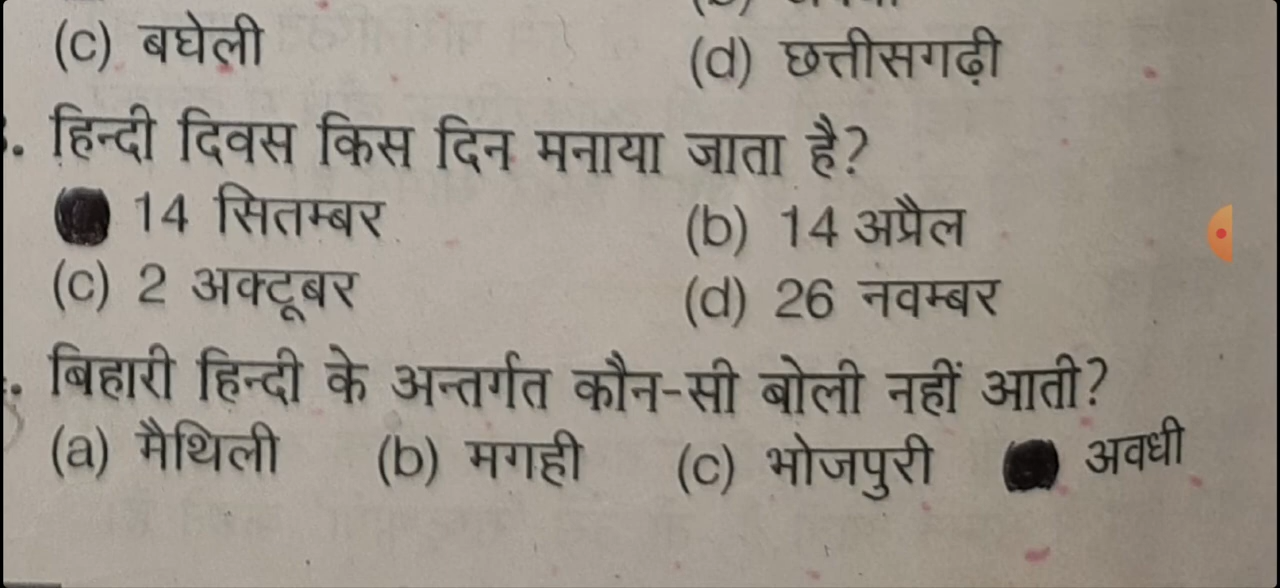 (c) बघेली (d) छत्तीसगढ़ी
हिन्दी दिवस किस दिन मनाया जाता है?
14 सितम्बर (b) 14 अप्रैल
(c) 2 अक्टूबर (d) 26 नवम्बर
बिहारी हिन्दी के अन्तर्गत कौन-सी बोली नहीं आती?
(a) मैथिली (b) मगही (c) भोजपुरी अवधी